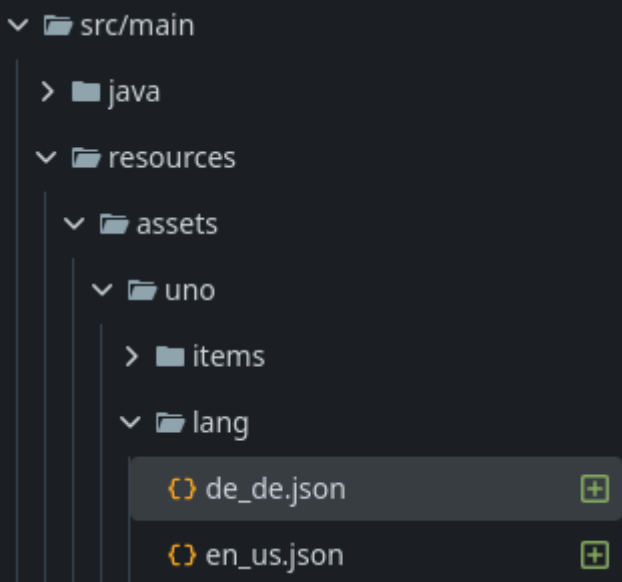 src/main
java
resources
assets
uno
items
lang
de_de.json
en_us.json